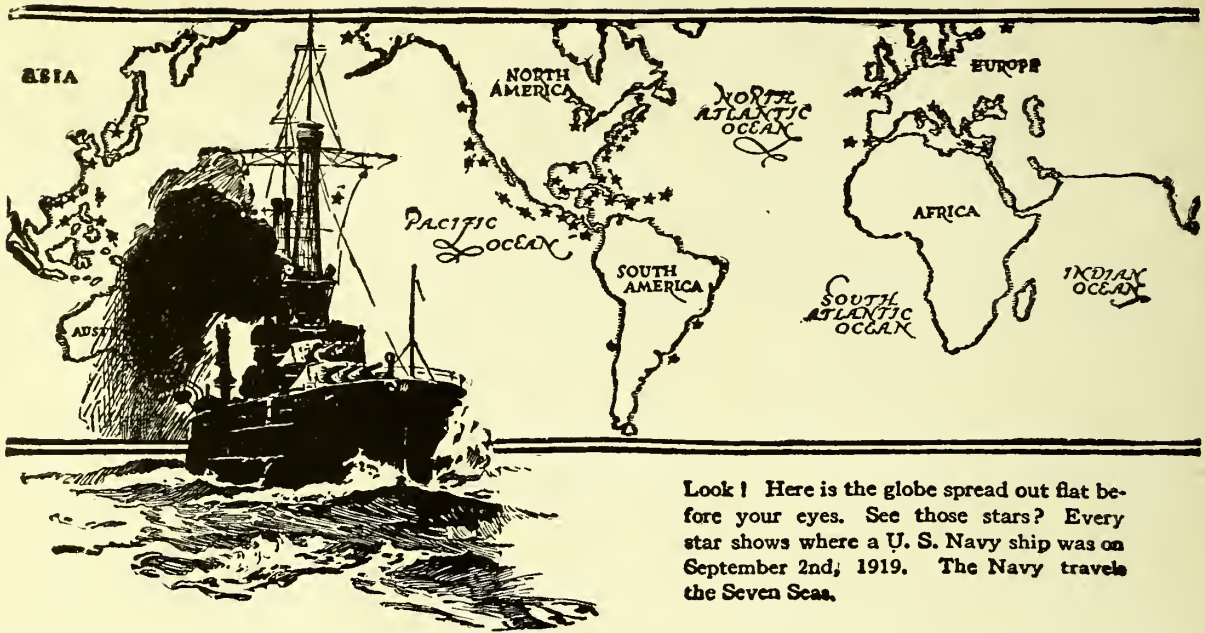 ASIA
NORTH
AMERICA
NORTH
ATLANTIC
OCEAN
EUROPE
PACIFIC
OCEAN
AFRICA
SOUTH
AMERICA
SOUTH
ATLANTIC
OCEAN
INDIAN
OCEAN
AUST
Look! Here is the globe spread out flat be-
fore your eyes. See those stars? Every
star shows where a U. S. Navy ship was on
September 2nd, 1919. The Navy travels
the Seven Seas.